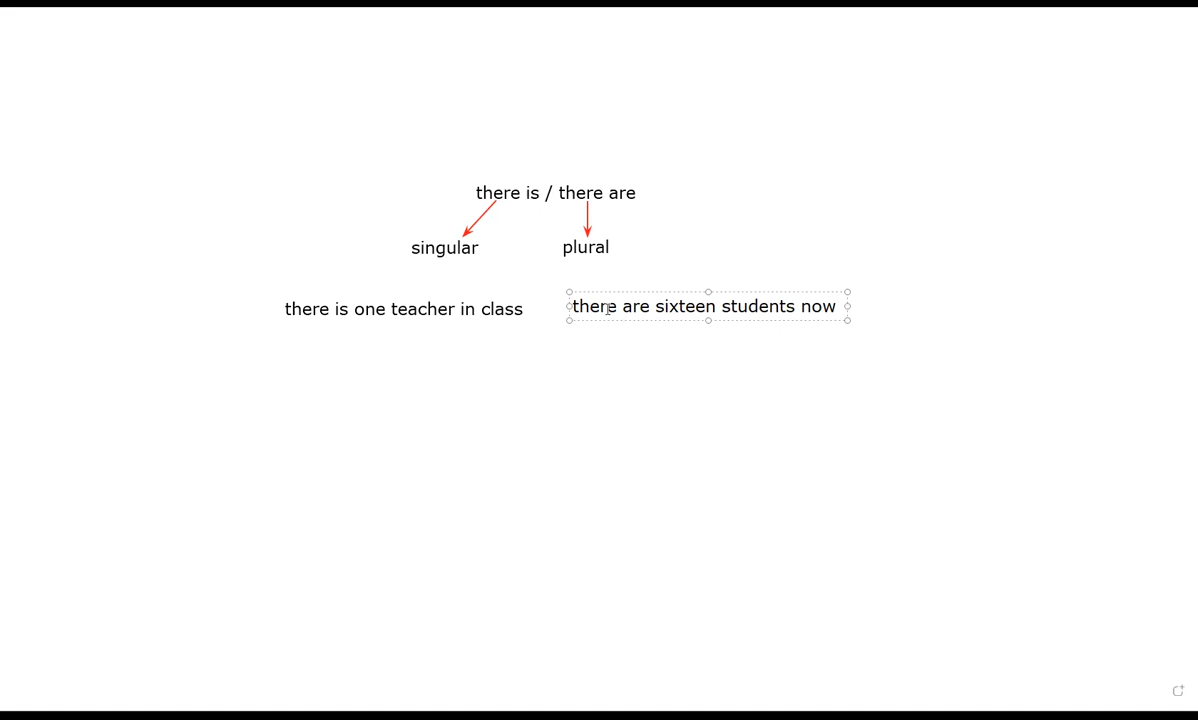 there is / there are
singular plural
there is one teacher in class there are sixteen students now